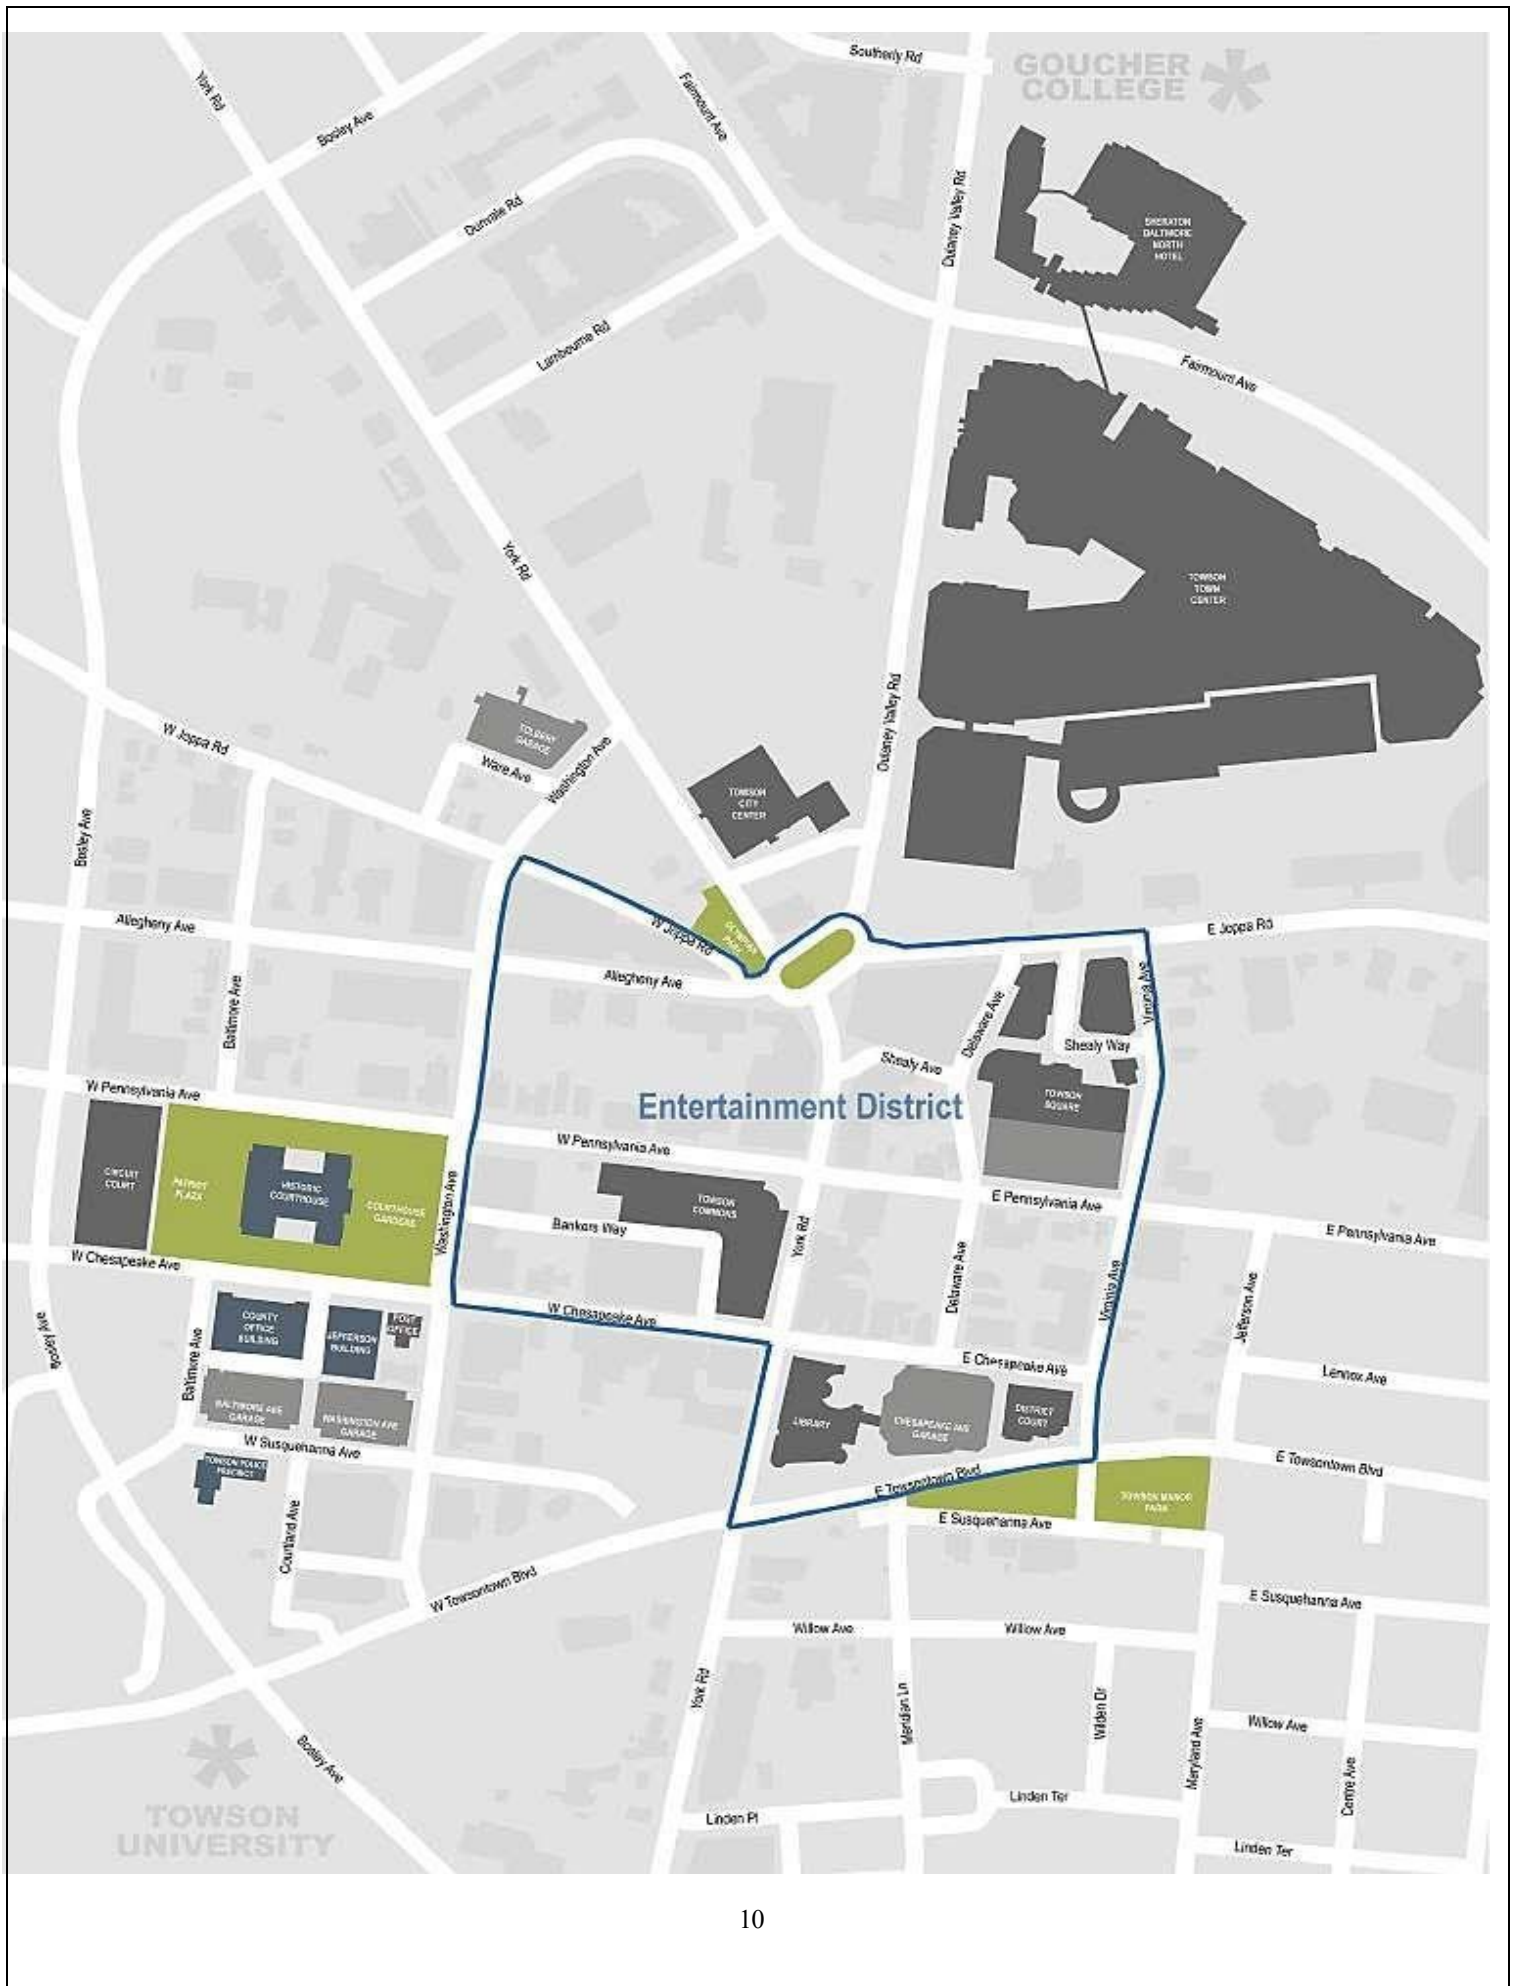 Southerly Rd
GOUCHER
COLLEGE
York Rd
Fairmount Ave
Bosley Ave
Dulaney Valley Rd
Dunvale Rd
SHERATON
BALTIMORE
NORTH
HOTEL
Lambourne Rd
Fairmount Ave
York Rd
TOWSON
TOWN
CENTER
Dulaney Valley Rd
W Joppa Rd
TOLBERT
GARAGE
Ware Ave
Washington Ave
TOWSON
CITY
CENTER
Bosley Ave
Allegheny Ave
W Joppa Rd
OLYMPIAN
PARK
E Joppa Rd
Allegheny Ave
Baltimore Ave
Delaware Ave
Virginia Ave
Shealy Way
Shealy Ave
W Pennsylvania Ave
Entertainment District
TOWSON
SQUARE
W Pennsylvania Ave
CIRCUIT
COURT
PATRIOT
PLAZA
HISTORIC
COURTHOUSE
COURTHOUSE
GARDENS
Washington Ave
TOWSON
COMMONS
E Pennsylvania Ave
Bankers Way
York Rd
E Pennsylvania Ave
W Chesapeake Ave
Delaware Ave
Virginia Ave
Jefferson Ave
W Chesapeake Ave
COUNTY
OFFICE
BUILDING
JEFFERSON
BUILDING
POST
OFFICE
Bosley Ave
Baltimore Ave
E Chesapeake Ave
Lennox Ave
BALTIMORE AVE
GARAGE
WASHINGTON AVE
GARAGE
LIBRARY
CHESAPEAKE AVE
GARAGE
DISTRICT
COURT
W Susquehanna Ave
TOWSON POLICE
PRECINCT
E Towsontown Blvd
E Towsontown Blvd
TOWSON MANOR
PARK
E Susquehanna Ave
Courtland Ave
W Towsontown Blvd
E Susquehanna Ave
Willow Ave
Willow Ave
York Rd
Meridian Ln
Wilden Dr
Maryland Ave
Willow Ave
Bosley Ave
Centre Ave
TOWSON
UNIVERSITY
Linden Pl
Linden Ter
Linden Ter
10